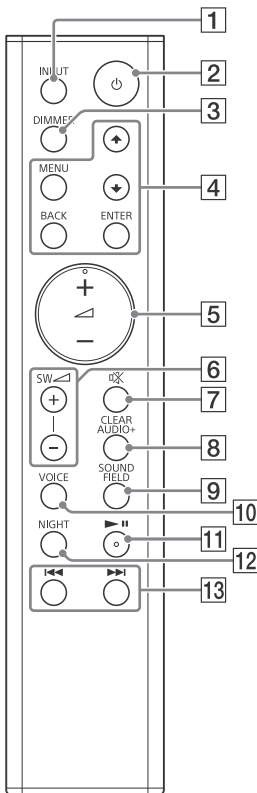 1
INPUT
2
DIMMER
3
MENU
4
BACK ENTER
+
5
−
6
SW
+
7
−
CLEAR
AUDIO+
8
SOUND
FIELD
9
VOICE
10
NIGHT
11
12
13